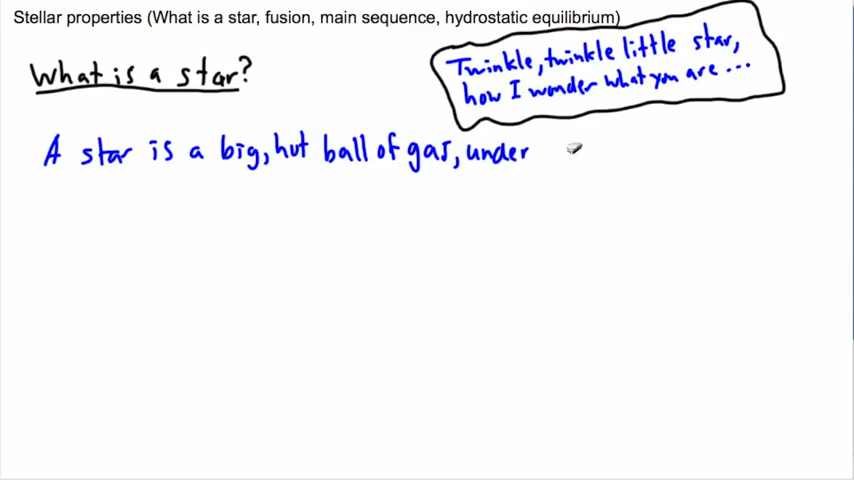 Stellar properties (What is a star, fusion, main sequence, hydrostatic equilibrium)
What is a star?
Twinkle, twinkle little star,
how I wonder what you are ...
A star is a big, hot ball of gas, under